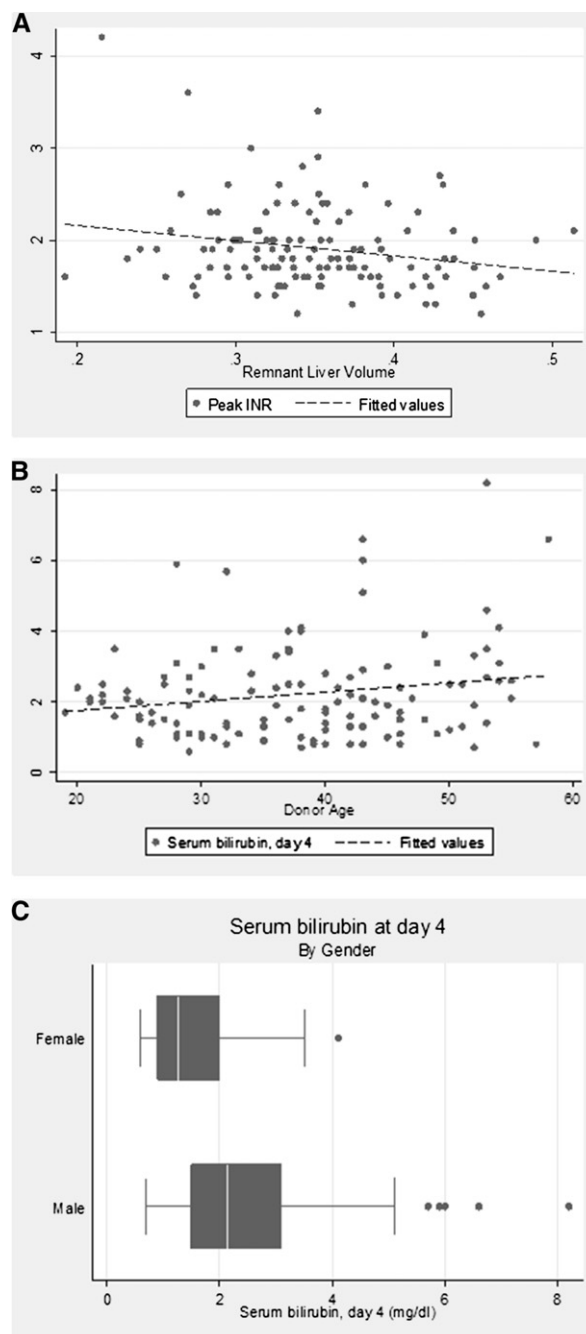 A
4
3
2
1
.2 .3 .4 .5
Remnant Liver Volume
Peak INR Fitted values
B
8
6
4
2
0
20 30 40 50 60
Donor Age
Serum bilirubin, day 4 Fitted values
C
Serum bilirubin at day 4
By Gender
Female
Male
0 2 4 6 8
Serum bilirubin, day 4 (mg/dl)